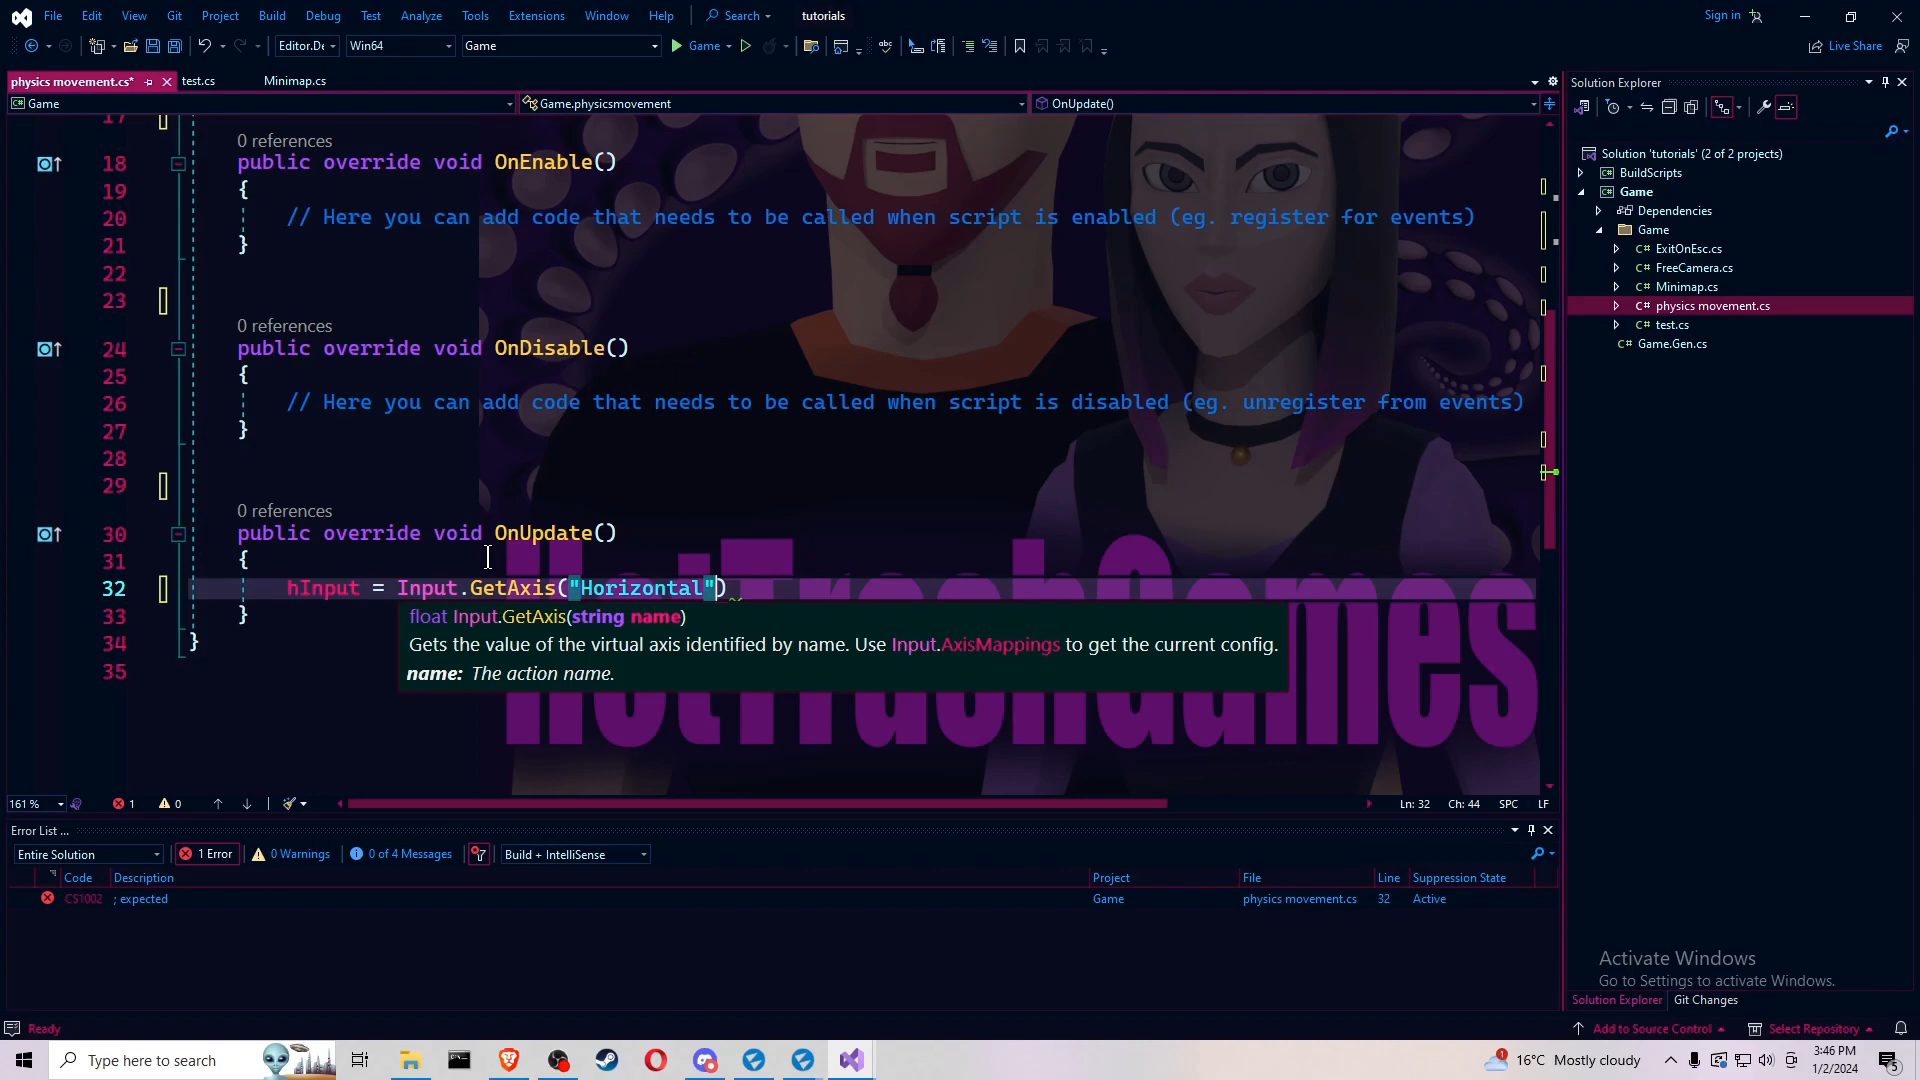 File Edit View Git Project Build Debug Test Analyze Tools Extensions Window Help Search tutorials Sign in
Editor.De Win64 Game Game Live Share
physics movement.cs* test.cs Minimap.cs
Game Game.physicsmovement OnUpdate()
17
0 references
18 public override void OnEnable()
19 {
20 // Here you can add code that needs to be called when script is enabled (eg. register for events)
21 }
22
23
0 references
24 public override void OnDisable()
25 {
26 // Here you can add code that needs to be called when script is disabled (eg. unregister from events)
27 }
28
29
0 references
30 public override void OnUpdate()
31 {
32 hInput = Input.GetAxis("Horizontal")
33 }
34 }
35
float Input.GetAxis(string name)
Gets the value of the virtual axis identified by name. Use Input.AxisMappings to get the current config.
name: The action name.
HotTrashGames
161 % 1 0 Ln: 32 Ch: 44 SPC LF
Error List ...
Entire Solution 1 Error 0 Warnings 0 of 4 Messages Build + IntelliSense
Code Description Project File Line Suppression State
CS1002 ; expected Game physics movement.cs 32 Active
Solution Explorer
Solution 'tutorials' (2 of 2 projects)
BuildScripts
Game
Dependencies
Game
ExitOnEsc.cs
FreeCamera.cs
Minimap.cs
physics movement.cs
test.cs
Game.Gen.cs
Activate Windows
Go to Settings to activate Windows.
Solution Explorer Git Changes
Ready Add to Source Control Select Repository
Type here to search 16°C Mostly cloudy 3:46 PM
1/2/2024